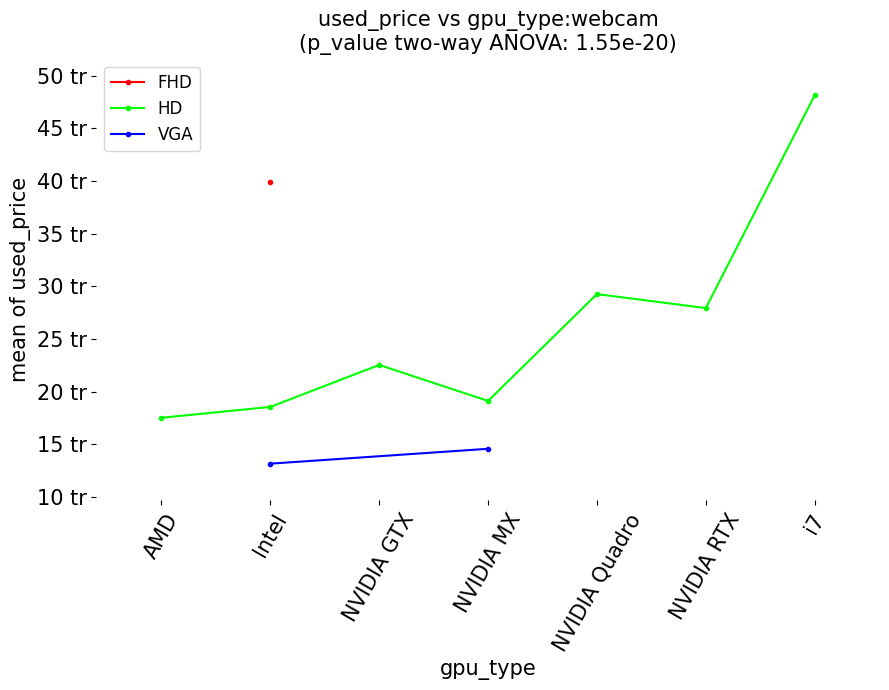 used_price vs gpu_type:webcam
(p_value two-way ANOVA: 1.55e-20)
FHD
HD
VGA
50 tr
45 tr
40 tr
35 tr
30 tr
25 tr
20 tr
15 tr
10 tr
mean of used_price
AMD
Intel
NVIDIA GTX
NVIDIA MX
NVIDIA Quadro
NVIDIA RTX
i7
gpu_type